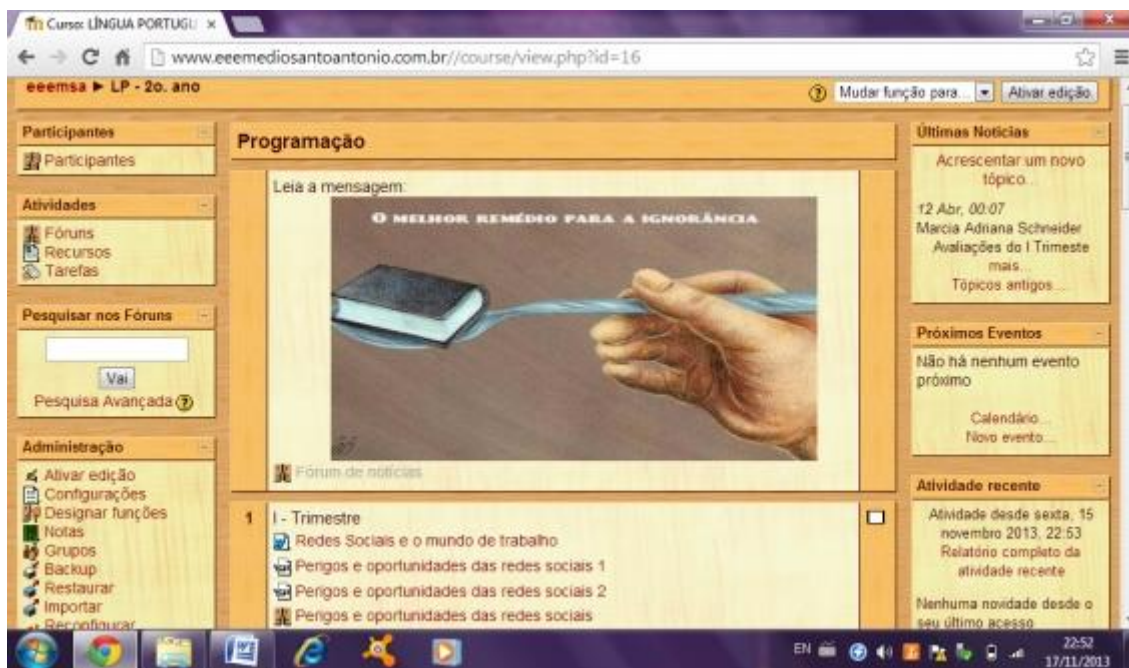 Curso: LÍNGUA PORTUGU
www.eeemediosantoantonio.com.br//course/view.php?id=16
eeemsa ► LP - 2o. ano
Mudar função para...
Ativar edição
Participantes
Participantes
Atividades
Fóruns
Recursos
Tarefas
Pesquisar nos Fóruns
Vai
Pesquisa Avançada
Administração
Ativar edição
Configurações
Designar funções
Notas
Grupos
Backup
Restaurar
Importar
Reconfigurar
Programação
Leia a mensagem:
O MELHOR REMÉDIO PARA A IGNORÂNCIA
Fórum de notícias
1 I - Trimestre
Redes Sociais e o mundo de trabalho
Perigos e oportunidades das redes sociais 1
Perigos e oportunidades das redes sociais 2
Perigos e oportunidades das redes sociais
Últimas Notícias
Acrescentar um novo
tópico...
12 Abr, 00:07
Marcia Adriana Schneider
Avaliações do I Trimeste
mais...
Tópicos antigos ...
Próximos Eventos
Não há nenhum evento
próximo
Calendário...
Novo evento...
Atividade recente
Atividade desde sexta, 15
novembro 2013, 22:53
Relatório completo da
atividade recente
Nenhuma novidade desde o
seu último acesso
EN
22:52
17/11/2013